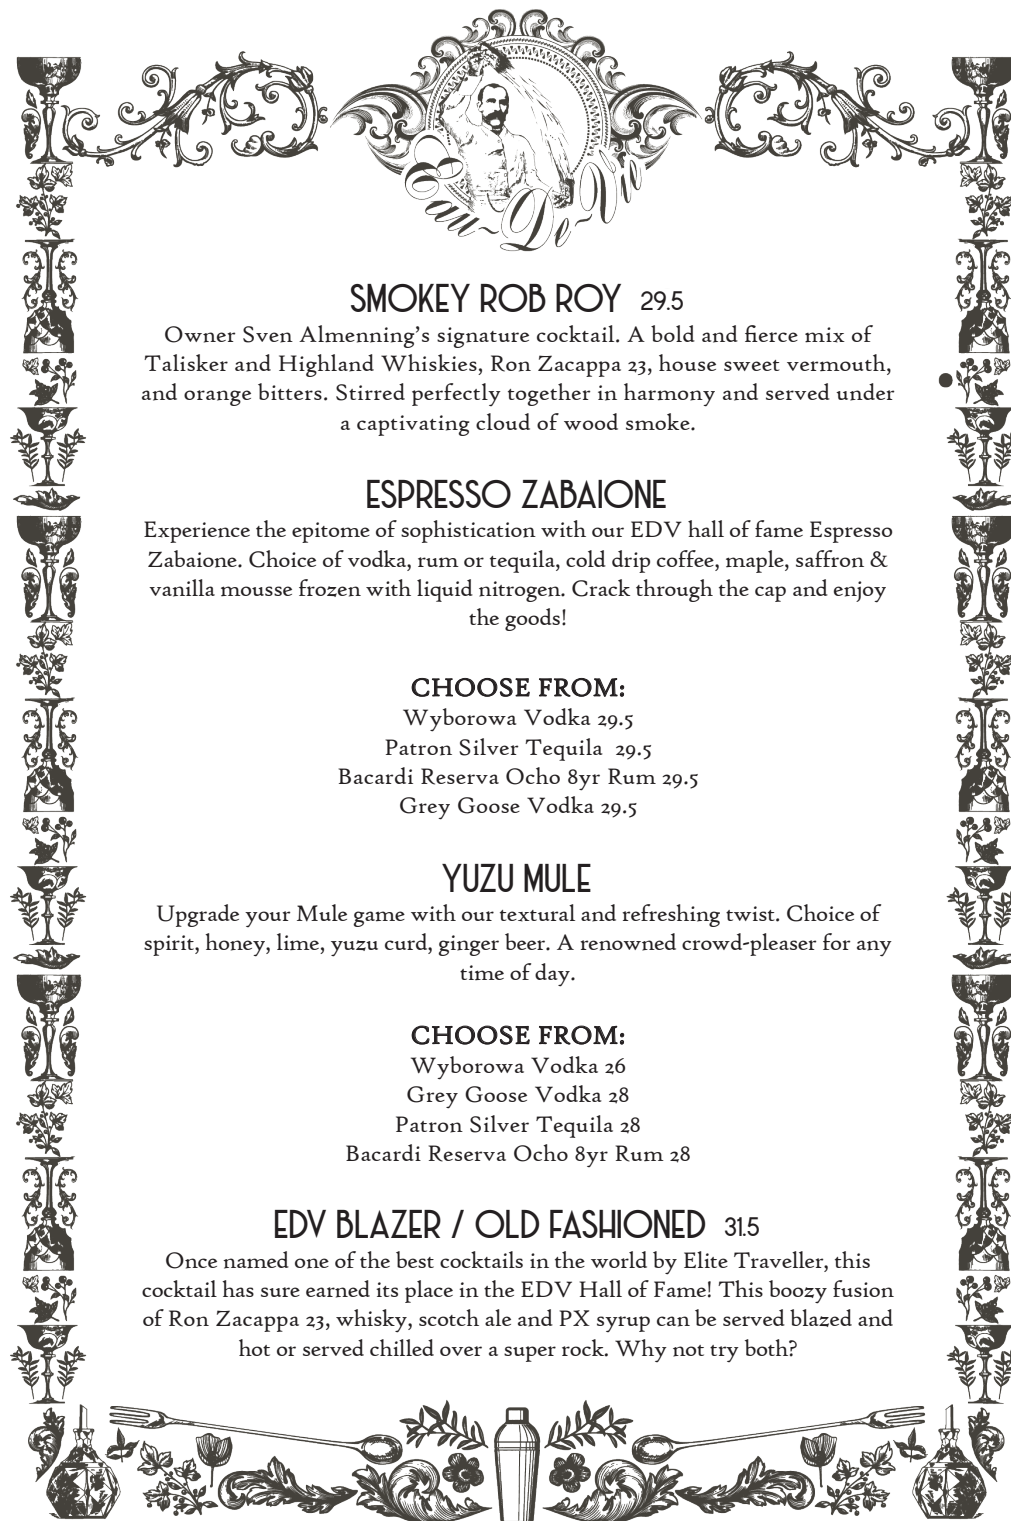 Eau~De~Vie
SMOKEY ROB ROY 29.5
Owner Sven Almenning’s signature cocktail. A bold and fierce mix of
Talisker and Highland Whiskies, Ron Zacappa 23, house sweet vermouth,
and orange bitters. Stirred perfectly together in harmony and served under
a captivating cloud of wood smoke.
ESPRESSO ZABAIONE
Experience the epitome of sophistication with our EDV hall of fame Espresso
Zabaione. Choice of vodka, rum or tequila, cold drip coffee, maple, saffron &
vanilla mousse frozen with liquid nitrogen. Crack through the cap and enjoy
the goods!
CHOOSE FROM:
Wyborowa Vodka 29.5
Patron Silver Tequila 29.5
Bacardi Reserva Ocho 8yr Rum 29.5
Grey Goose Vodka 29.5
YUZU MULE
Upgrade your Mule game with our textural and refreshing twist. Choice of
spirit, honey, lime, yuzu curd, ginger beer. A renowned crowd-pleaser for any
time of day.
CHOOSE FROM:
Wyborowa Vodka 26
Grey Goose Vodka 28
Patron Silver Tequila 28
Bacardi Reserva Ocho 8yr Rum 28
EDV BLAZER / OLD FASHIONED 31.5
Once named one of the best cocktails in the world by Elite Traveller, this
cocktail has sure earned its place in the EDV Hall of Fame! This boozy fusion
of Ron Zacappa 23, whisky, scotch ale and PX syrup can be served blazed and
hot or served chilled over a super rock. Why not try both?